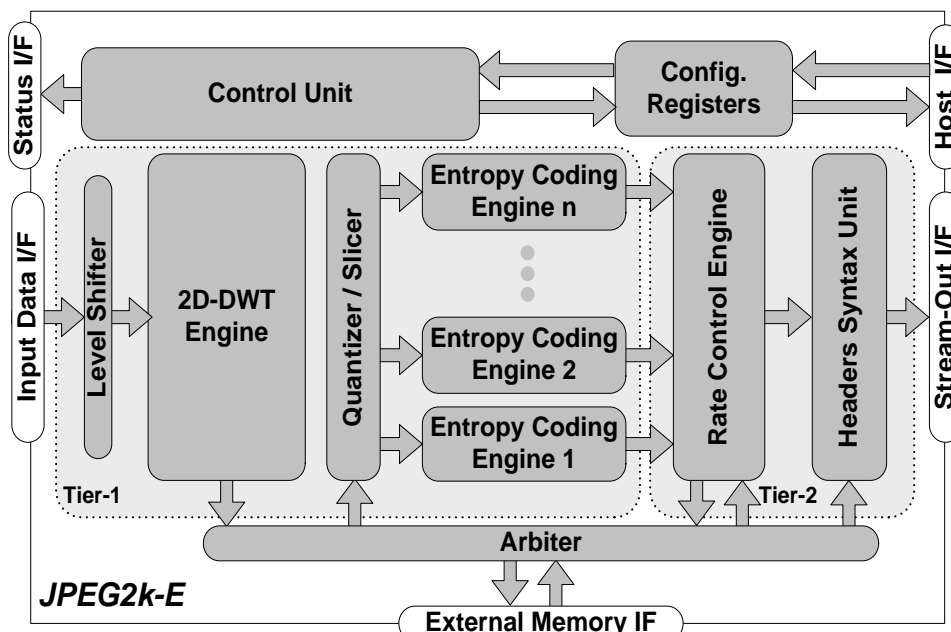 Status I/F
Control Unit
Config.
Registers
Host I/F
Input Data I/F
Level Shifter
2D-DWT
Engine
Quantizer / Slicer
Entropy Coding
Engine n
Entropy Coding
Engine 2
Entropy Coding
Engine 1
Rate Control Engine
Headers Syntax Unit
Stream-Out I/F
Tier-1
Tier-2
Arbiter
JPEG2k-E
External Memory IF